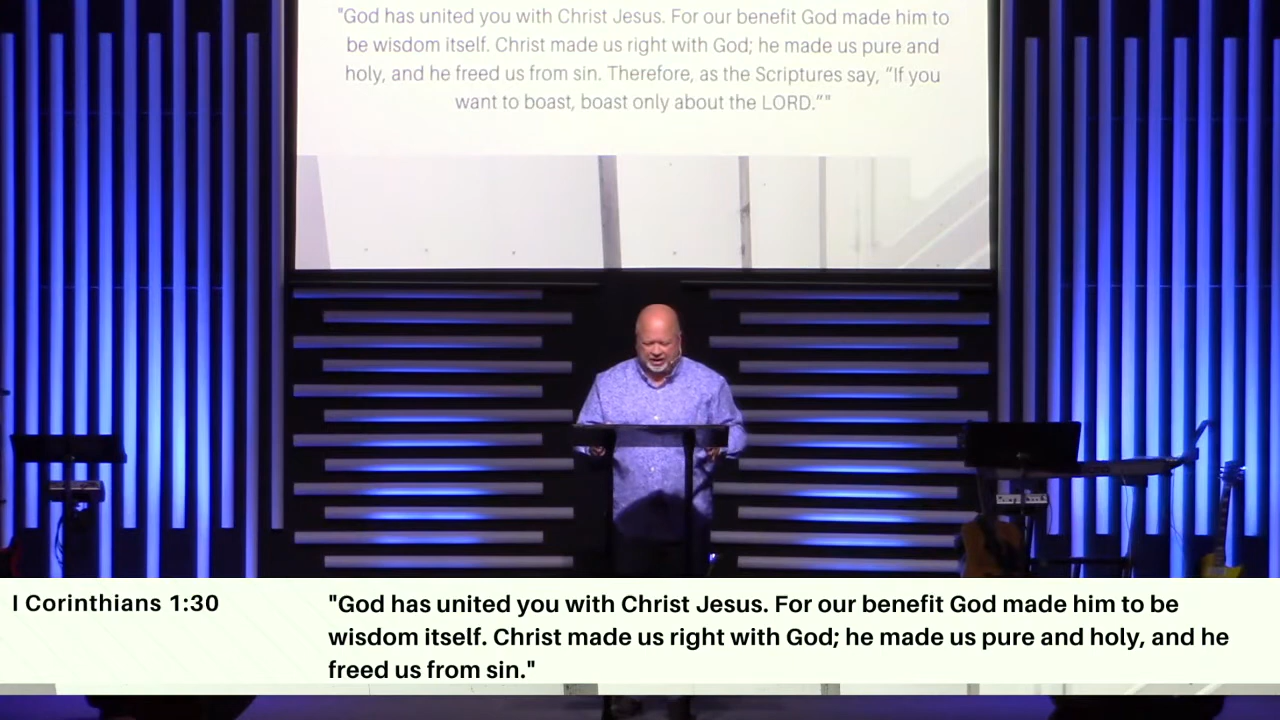 "God has united you with Christ Jesus. For our benefit God made him to
be wisdom itself. Christ made us right with God; he made us pure and
holy, and he freed us from sin. Therefore, as the Scriptures say, “If you
want to boast, boast only about the LORD.”"
I Corinthians 1:30
"God has united you with Christ Jesus. For our benefit God made him to be
wisdom itself. Christ made us right with God; he made us pure and holy, and he
freed us from sin."